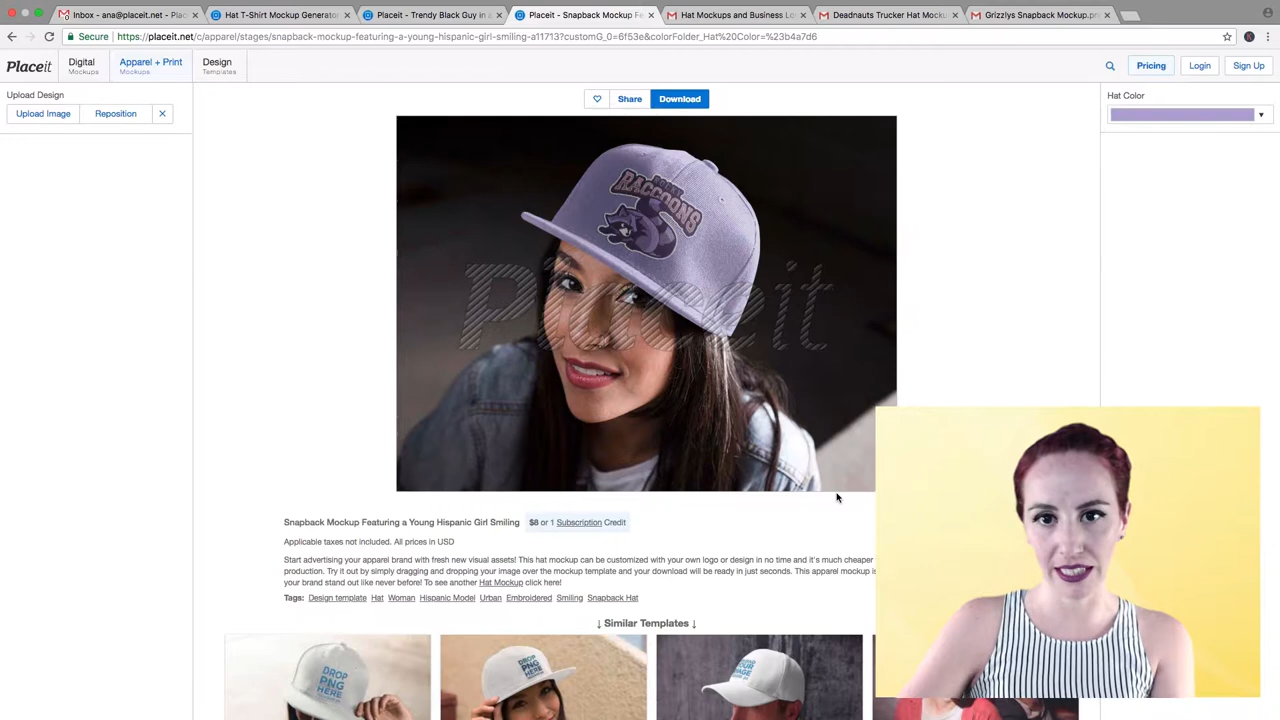 Inbox - ana@placeit.net - Plac
Hat T-Shirt Mockup Generator
Placeit - Trendy Black Guy in a
Placeit - Snapback Mockup Fe
Hat Mockups and Business Lo
Deadnauts Trucker Hat Mocku
Grizzlys Snapback Mockup.pn
Secure
https://placeit.net/c/apparel/stages/snapback-mockup-featuring-a-young-hispanic-girl-smiling-a11713?customG_0=6f53e&colorFolder_Hat%20Color=%23b4a7d6
Placeit
Digital
Mockups
Apparel + Print
Mockups
Design
Templates
Pricing
Login
Sign Up
Upload Design
Upload Image
Reposition
Share
Download
Hat Color
RACCOONS
Placeit
Snapback Mockup Featuring a Young Hispanic Girl Smiling
$8 or 1 Subscription Credit
Applicable taxes not included. All prices in USD
Start advertising your apparel brand with fresh new visual assets! This hat mockup can be customized with your own logo or design in no time and it's much cheaper
production. Try it out by simply dragging and dropping your image over the mockup template and your download will be ready in just seconds. This apparel mockup is
your brand stand out like never before! To see another Hat Mockup click here!
Tags: Design template Hat Woman Hispanic Model Urban Embroidered Smiling Snapback Hat
↓ Similar Templates ↓
DROP
PNG
HERE
DROP
PNG
HERE
YOUR
IMAGE